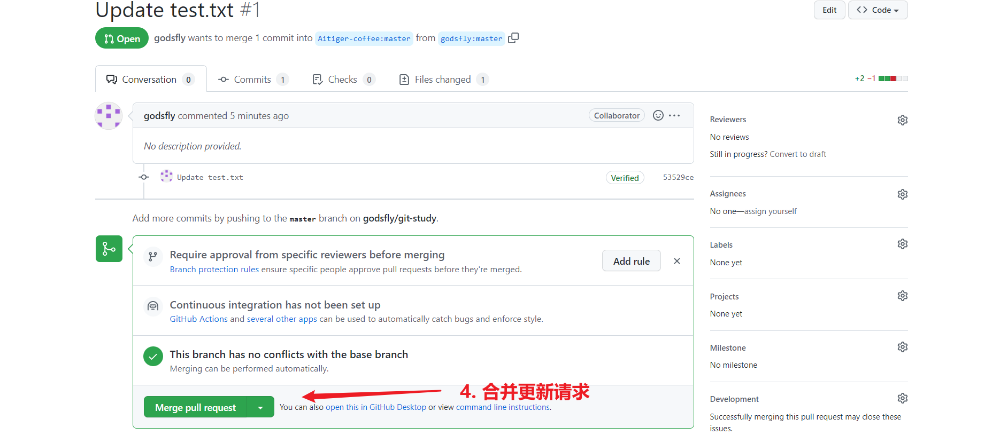 Update test.txt #1
Edit
Code
Open
godsfly wants to merge 1 commit into Aitiger-coffee:master from godsfly:master
Conversation 0
Commits 1
Checks 0
Files changed 1
+2 −1
godsfly commented 5 minutes ago
Collaborator
No description provided.
Update test.txt
Verified
53529ce
Add more commits by pushing to the master branch on godsfly/git-study.
Require approval from specific reviewers before merging
Branch protection rules ensure specific people approve pull requests before they're merged.
Add rule
Continuous integration has not been set up
GitHub Actions and several other apps can be used to automatically catch bugs and enforce style.
This branch has no conflicts with the base branch
Merging can be performed automatically.
4. 合并更新请求
Merge pull request
You can also open this in GitHub Desktop or view command line instructions.
Reviewers
No reviews
Still in progress? Convert to draft
Assignees
No one—assign yourself
Labels
None yet
Projects
None yet
Milestone
No milestone
Development
Successfully merging this pull request may close these
issues.